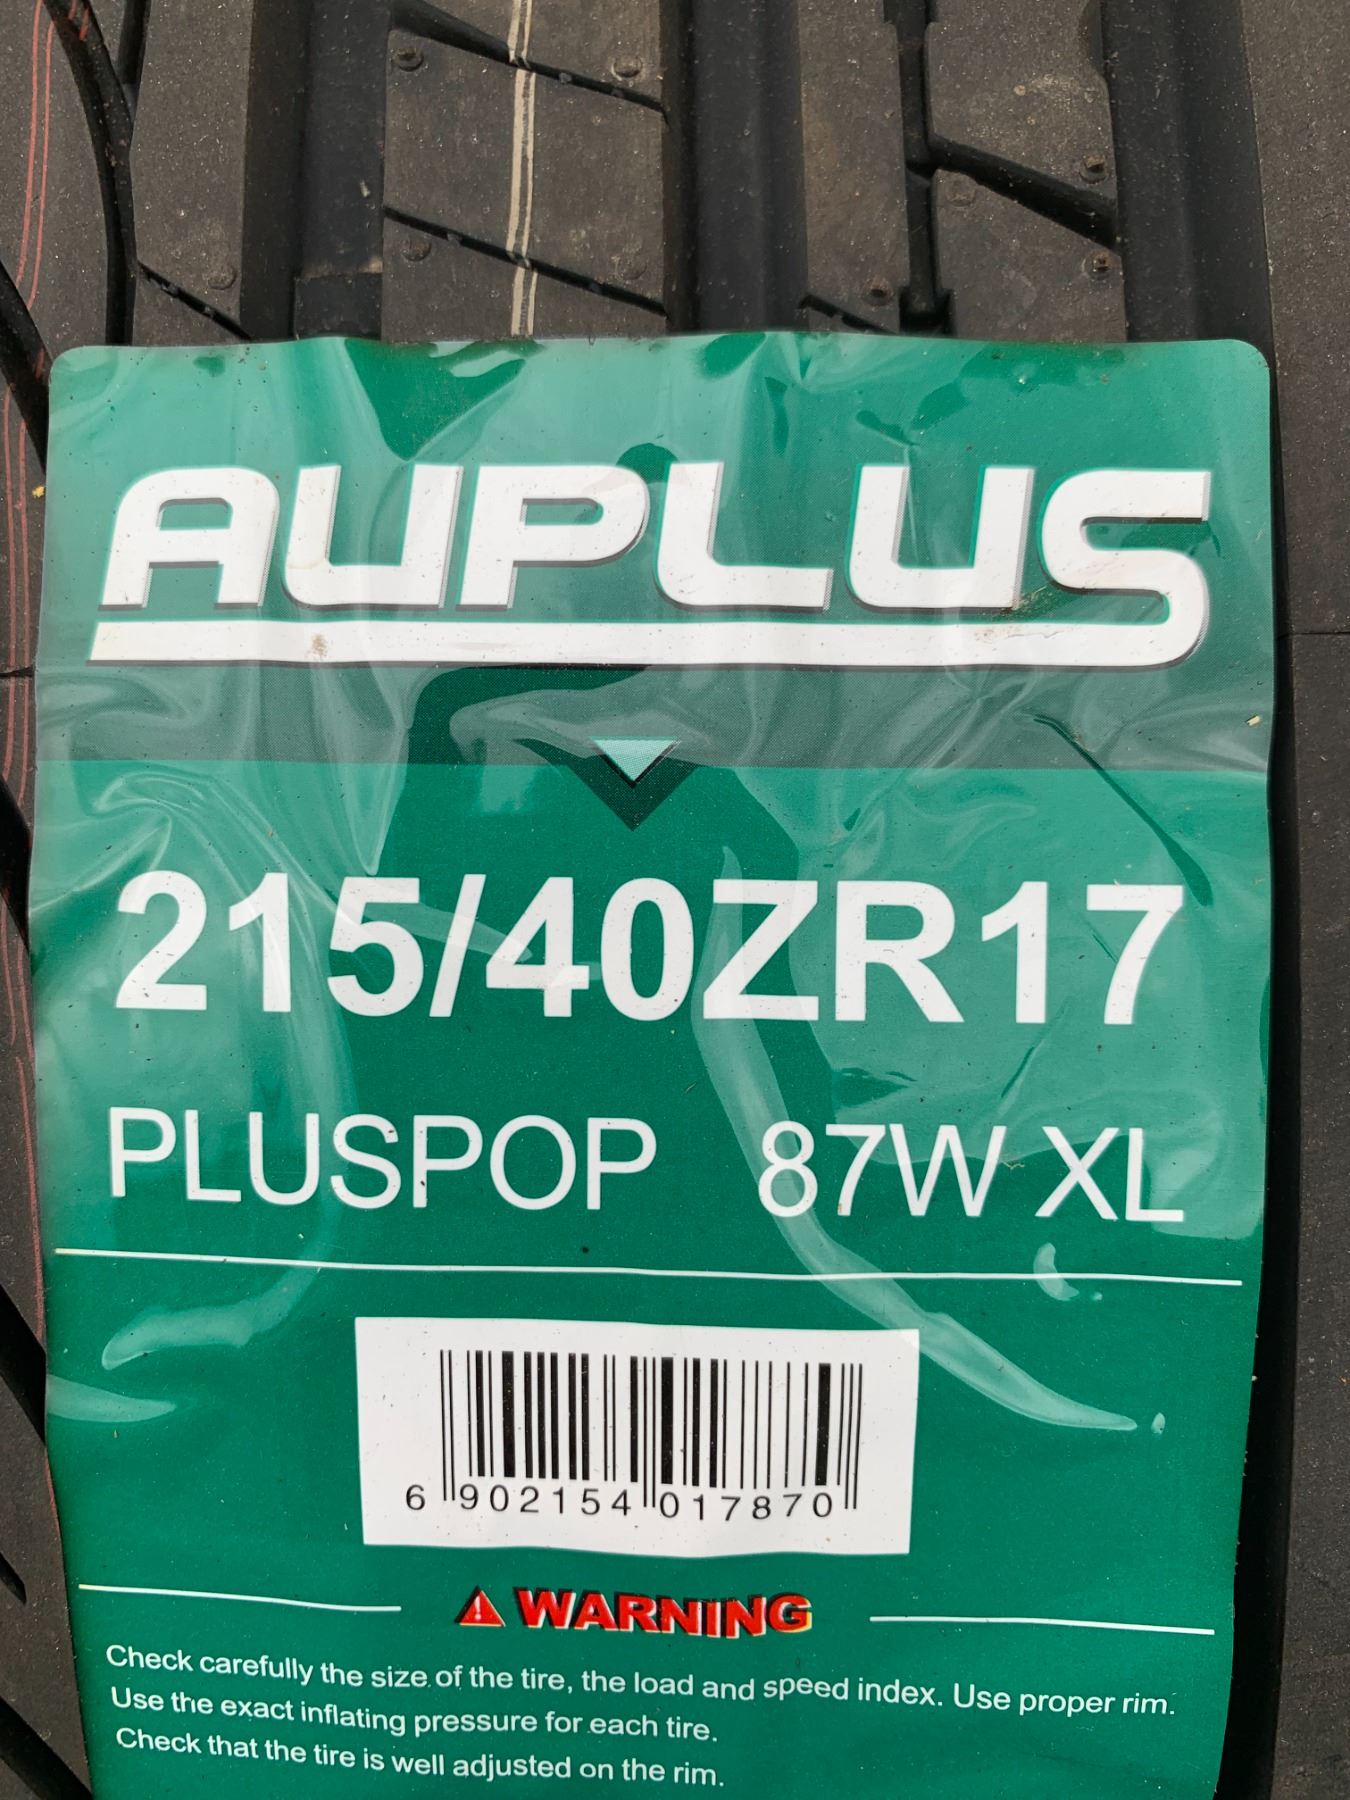 AUPLUS
215/40ZR17
PLUSPOP 87W XL
6 902154 017870
WARNING
Check carefully the size of the tire, the load and speed index. Use proper rim.
Use the exact inflating pressure for each tire.
Check that the tire is well adjusted on the rim.